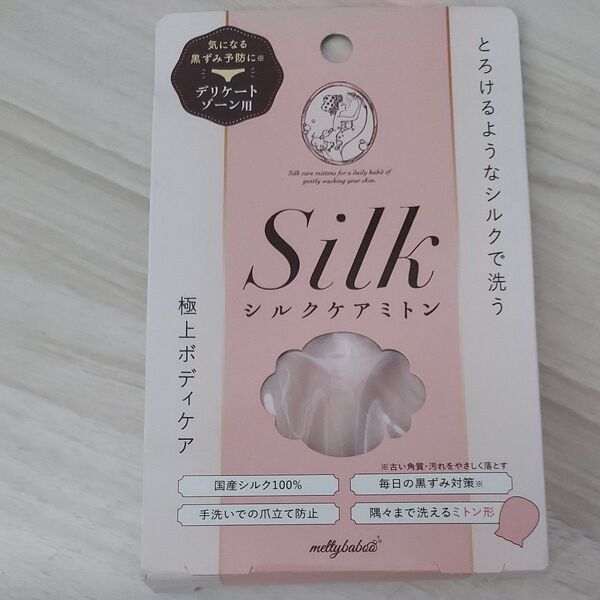 気になる
黒ずみ予防に※
デリケート
ゾーン用
とろけるようなシルクで洗う
Silk care mittens for a daily habit of
gently washing your skin.
Silk
シルクケアミトン
極上ボディケア
※古い角質・汚れをやさしく落とす
国産シルク100%
毎日の黒ずみ対策※
手洗いでの爪立て防止
隅々まで洗えるミトン形
mettybaboo